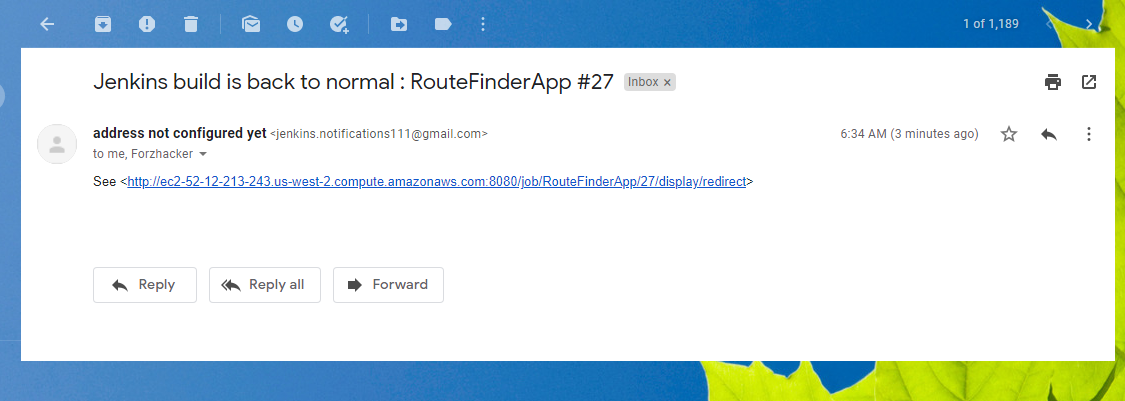 1 of 1,189
Jenkins build is back to normal : RouteFinderApp #27 Inbox ×
address not configured yet <jenkins.notifications111@gmail.com> 6:34 AM (3 minutes ago)
to me, Forzhacker
See <http://ec2-52-12-213-243.us-west-2.compute.amazonaws.com:8080/job/RouteFinderApp/27/display/redirect>
Reply Reply all Forward